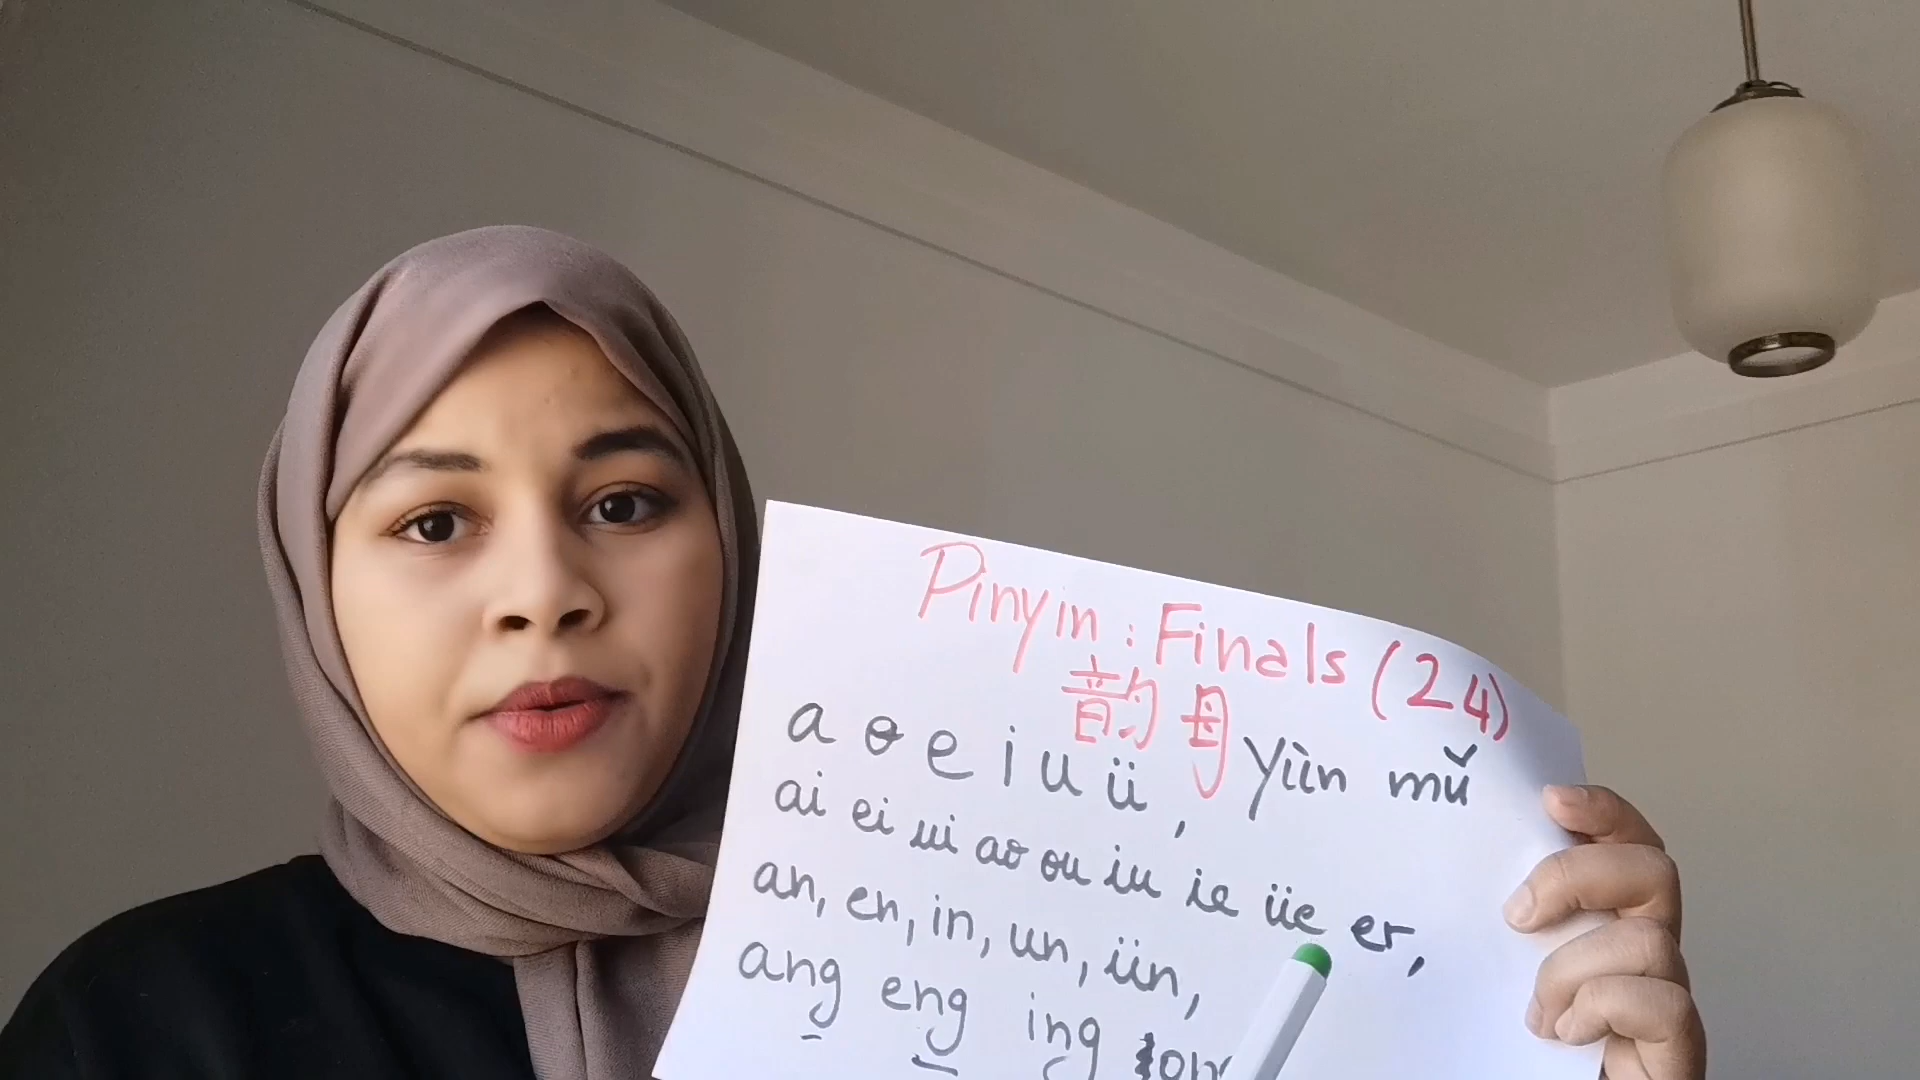 Pinyin : Finals (24)
韵母 Yùn mǔ
a o e i u ü,
ai ei ui ao ou iu ie üe er,
an, en, in, un, ün,
ang eng ing ong